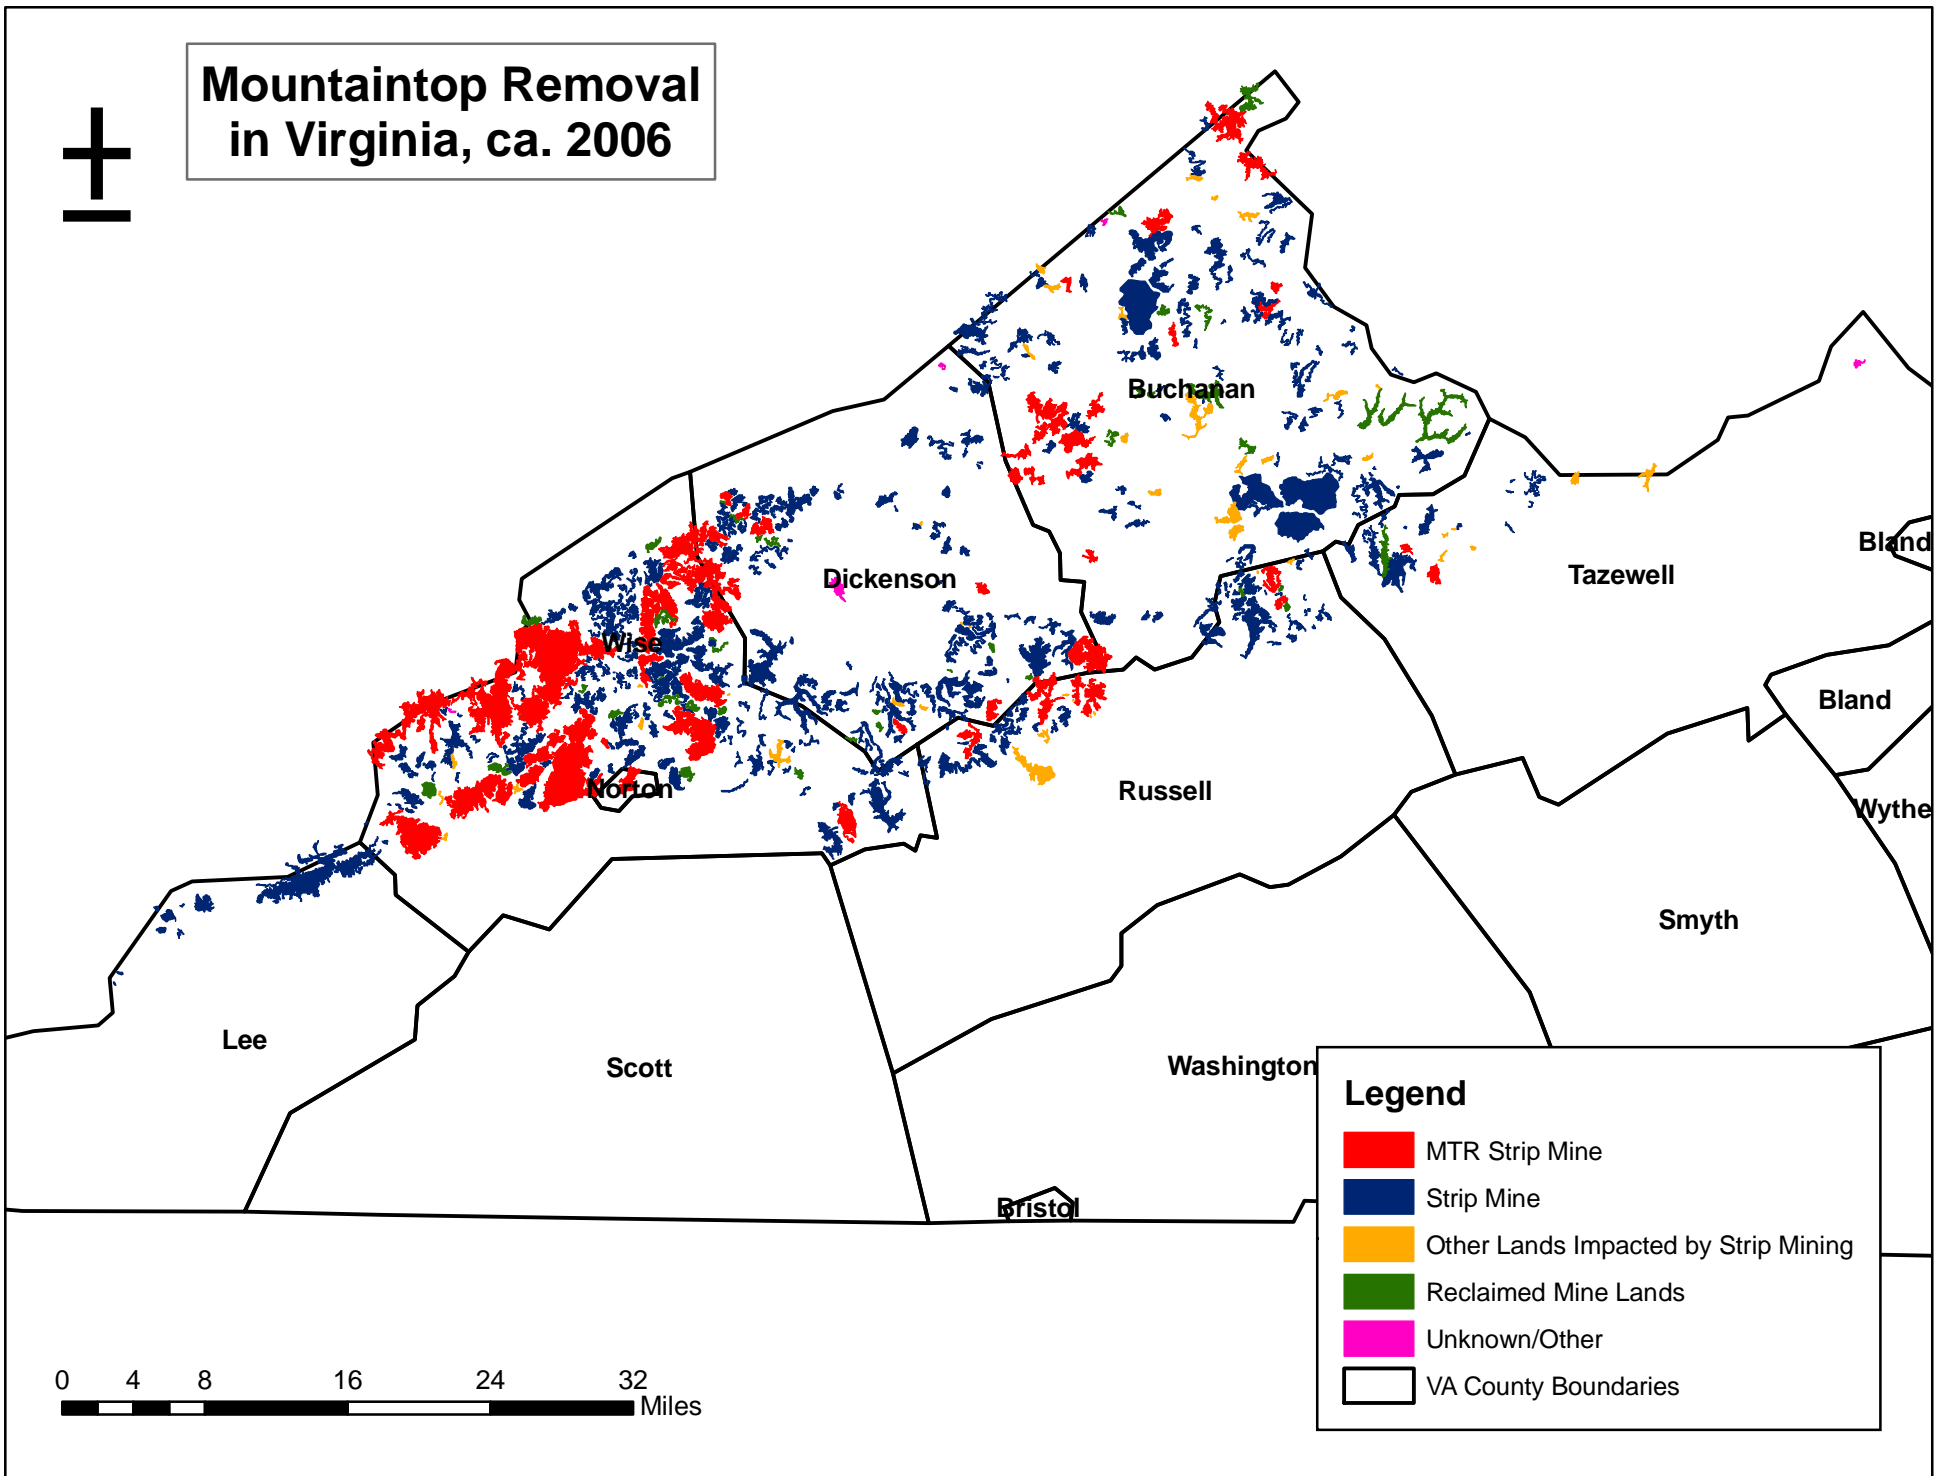 Mountaintop Removal
in Virginia, ca. 2006
Buchanan
Bland
Tazewell
Dickenson
Wise
Bland
Norton
Russell
Wythe
Smyth
Lee
Scott
Washington
Bristol
Legend
MTR Strip Mine
Strip Mine
Other Lands Impacted by Strip Mining
Reclaimed Mine Lands
Unknown/Other
VA County Boundaries
0 4 8 16 24 32
Miles